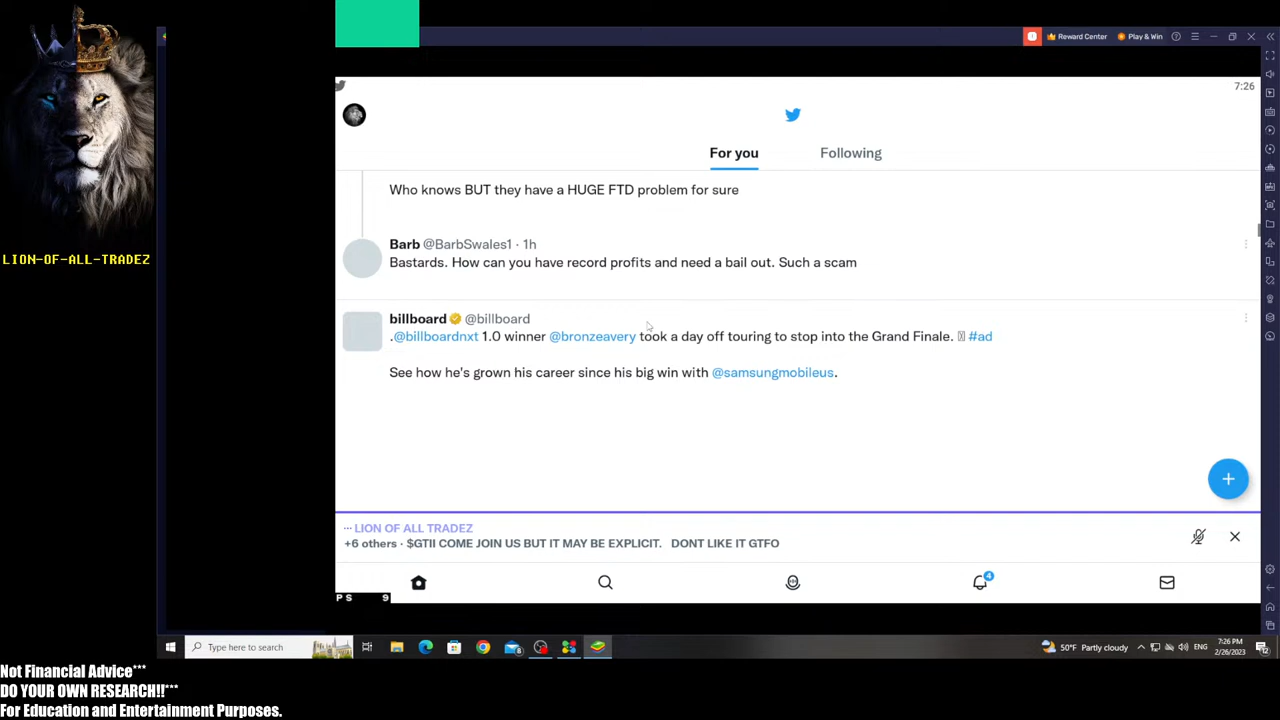 Reward Center
Play & Win
7:26
For you
Following
Who knows BUT they have a HUGE FTD problem for sure
Barb @BarbSwales1 · 1h
Bastards. How can you have record profits and need a bail out. Such a scam
LION-OF-ALL-TRADEZ
billboard @billboard
.@billboardnxt 1.0 winner @bronzeavery took a day off touring to stop into the Grand Finale. #ad
See how he's grown his career since his big win with @samsungmobileus.
LION OF ALL TRADEZ
+6 others · $GTII COME JOIN US BUT IT MAY BE EXPLICIT. DONT LIKE IT GTFO
4
PS 9
Type here to search
50°F Partly cloudy
ENG
7:26 PM
2/26/2023
Not Financial Advice***
DO YOUR OWN RESEARCH!!***
For Education and Entertainment Purposes.